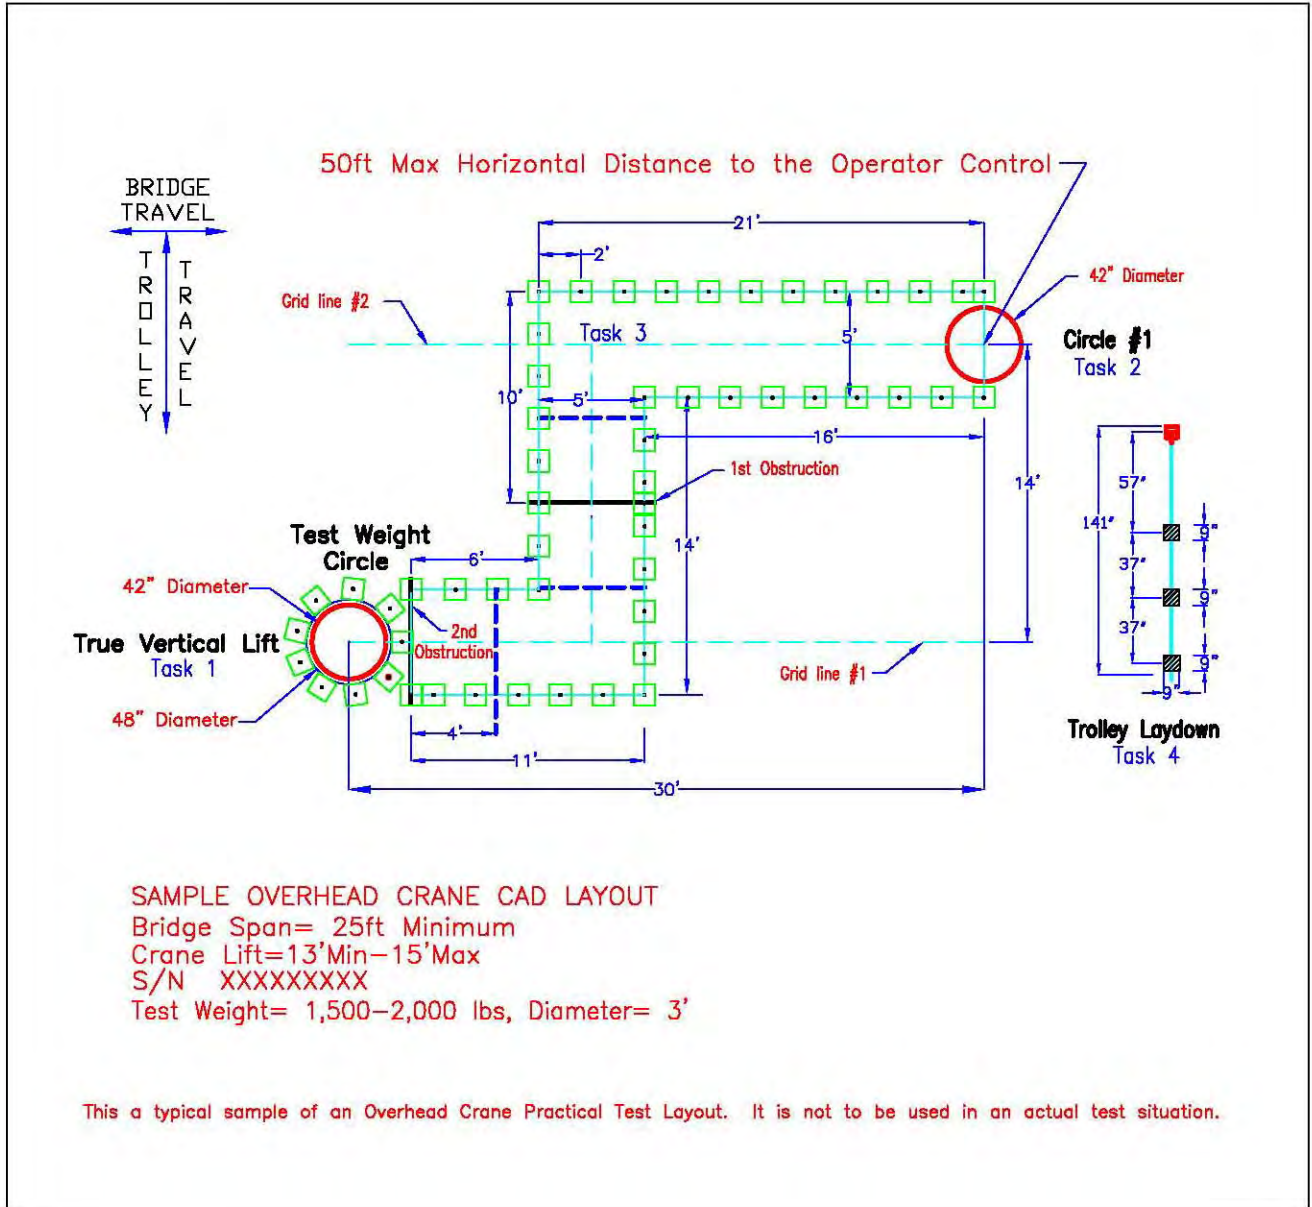 50ft Max Horizontal Distance to the Operator Control
BRIDGE
TRAVEL
TROLLEY
TRAVEL
21'
2'
Grid line #2
42" Diameter
Task 3
5'
Circle #1
Task 2
10'
5'
16'
1st Obstruction
14'
57"
141"
9"
Test Weight
Circle
6'
14'
37"
9"
42" Diameter
2nd
Obstruction
True Vertical Lift
Task 1
Grid line #1
37"
9"
9"
48" Diameter
4'
Trolley Laydown
Task 4
11'
30'
SAMPLE OVERHEAD CRANE CAD LAYOUT
Bridge Span= 25ft Minimum
Crane Lift=13'Min-15'Max
S/N XXXXXXXXX
Test Weight= 1,500-2,000 lbs, Diameter= 3'
This a typical sample of an Overhead Crane Practical Test Layout. It is not to be used in an actual test situation.